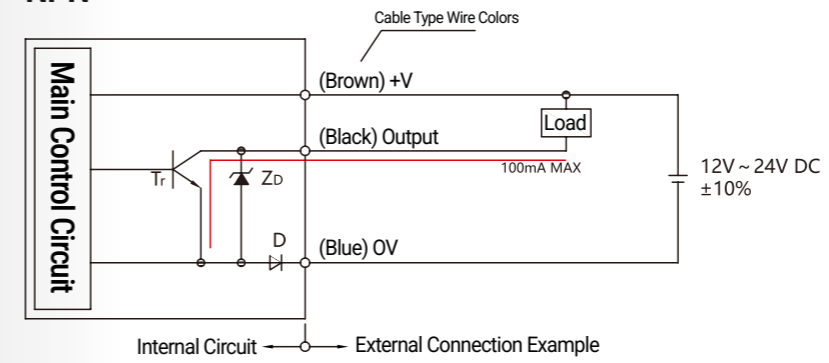 Cable Type Wire Colors
(Brown) +V
Main Control Circuit
Load
(Black) Output
100mA MAX
12V ~ 24V DC
±10%
Tr
ZD
D
(Blue) 0V
Internal Circuit
External Connection Example